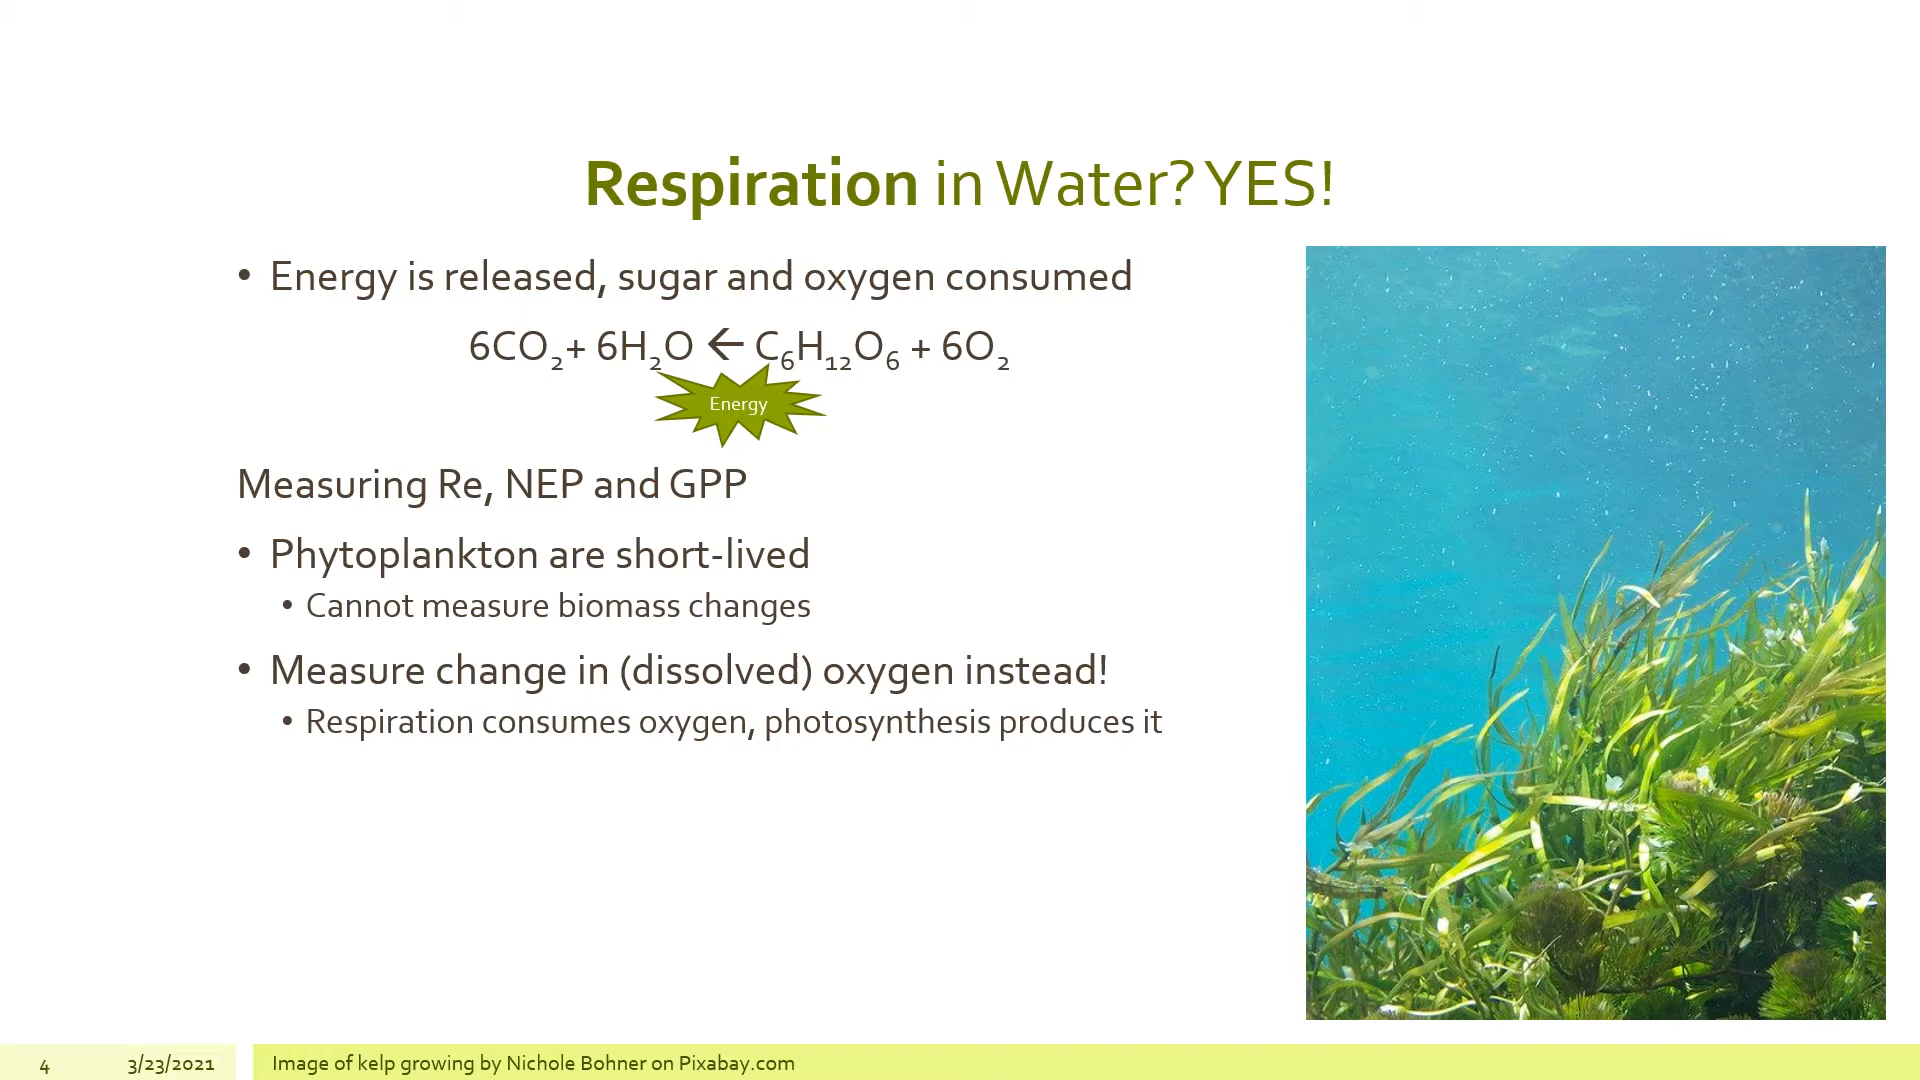 Respiration in Water? YES!
• Energy is released, sugar and oxygen consumed
6CO₂+ 6H₂O ← C₆H₁₂O₆ + 6O₂
Energy
Measuring Re, NEP and GPP
• Phytoplankton are short-lived
• Cannot measure biomass changes
• Measure change in (dissolved) oxygen instead!
• Respiration consumes oxygen, photosynthesis produces it
4 3/23/2021 Image of kelp growing by Nichole Bohner on Pixabay.com